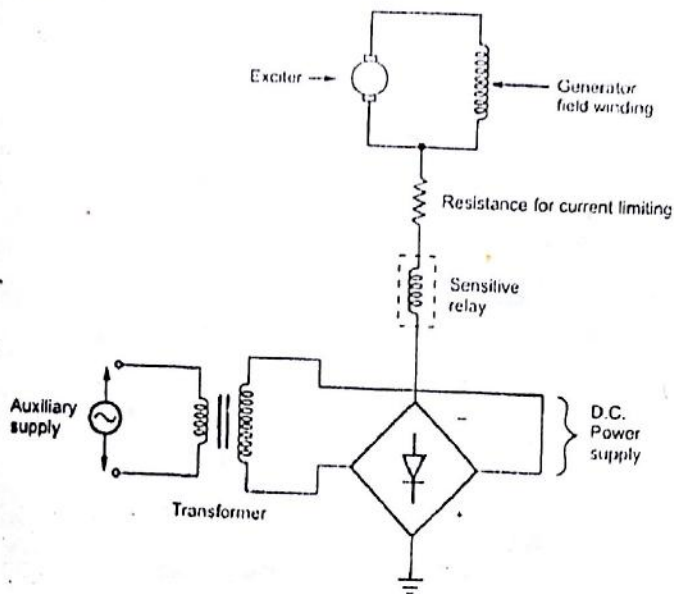 Exciter
Generator
field winding
Resistance for current limiting
Sensitive
relay
Auxiliary
supply
Transformer
−
+
D.C.
Power
supply